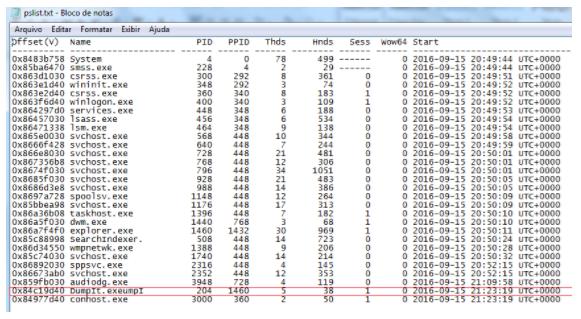 pslist.txt - Bloco de notas
Arquivo Editar Formatar Exibir Ajuda
Offset(V) Name PID PPID Thds Hnds Sess Wow64 Start
0x8483b758 System 4 0 78 499 ------ 0 2016-09-15 20:49:44 UTC+0000
0x85ba6470 smss.exe 228 4 2 29 ------ 0 2016-09-15 20:49:44 UTC+0000
0x863d1030 csrss.exe 300 292 8 361 0 0 2016-09-15 20:49:51 UTC+0000
0x863e1d40 wininit.exe 348 292 3 74 0 0 2016-09-15 20:49:52 UTC+0000
0x863e2d40 csrss.exe 360 340 8 183 1 0 2016-09-15 20:49:52 UTC+0000
0x863f6d40 winlogon.exe 400 340 3 109 1 0 2016-09-15 20:49:52 UTC+0000
0x864297d0 services.exe 448 348 6 188 0 0 2016-09-15 20:49:53 UTC+0000
0x86457030 lsass.exe 456 348 6 534 0 0 2016-09-15 20:49:54 UTC+0000
0x86471338 lsm.exe 464 348 9 138 0 0 2016-09-15 20:49:54 UTC+0000
0x865e0030 svchost.exe 568 448 10 344 0 0 2016-09-15 20:49:58 UTC+0000
0x8666f428 svchost.exe 640 448 7 244 0 0 2016-09-15 20:49:59 UTC+0000
0x866e8030 svchost.exe 728 448 21 481 0 0 2016-09-15 20:50:01 UTC+0000
0x867356b8 svchost.exe 768 448 12 306 0 0 2016-09-15 20:50:01 UTC+0000
0x8674f030 svchost.exe 796 448 34 1051 0 0 2016-09-15 20:50:01 UTC+0000
0x8685f030 svchost.exe 928 448 21 483 0 0 2016-09-15 20:50:05 UTC+0000
0x8686d3e8 svchost.exe 988 448 14 386 0 0 2016-09-15 20:50:05 UTC+0000
0x8697a728 spoolsv.exe 1148 448 12 264 0 0 2016-09-15 20:50:09 UTC+0000
0x85bbea98 svchost.exe 1176 448 17 313 0 0 2016-09-15 20:50:09 UTC+0000
0x86a36b08 taskhost.exe 1396 448 7 182 1 0 2016-09-15 20:50:10 UTC+0000
0x86a5f030 dwm.exe 1440 768 3 68 1 0 2016-09-15 20:50:10 UTC+0000
0x86a7f4f0 explorer.exe 1460 1432 30 969 1 0 2016-09-15 20:50:11 UTC+0000
0x85c88998 SearchIndexer. 508 448 14 723 0 0 2016-09-15 20:50:24 UTC+0000
0x86d34550 wmpnetwk.exe 1388 448 9 206 0 0 2016-09-15 20:50:28 UTC+0000
0x85c74030 svchost.exe 1740 448 14 214 0 0 2016-09-15 20:50:32 UTC+0000
0x86892030 sppsvc.exe 2316 448 4 145 0 0 2016-09-15 20:52:15 UTC+0000
0x86673ab0 svchost.exe 2352 448 12 353 0 0 2016-09-15 20:52:15 UTC+0000
0x859fb030 audiodg.exe 3948 728 4 119 0 0 2016-09-15 21:09:58 UTC+0000
0x84c19d40 DumpIt.exeumpI 204 1460 5 38 1 0 2016-09-15 21:23:19 UTC+0000
0x84977d40 conhost.exe 3000 360 2 50 1 0 2016-09-15 21:23:19 UTC+0000